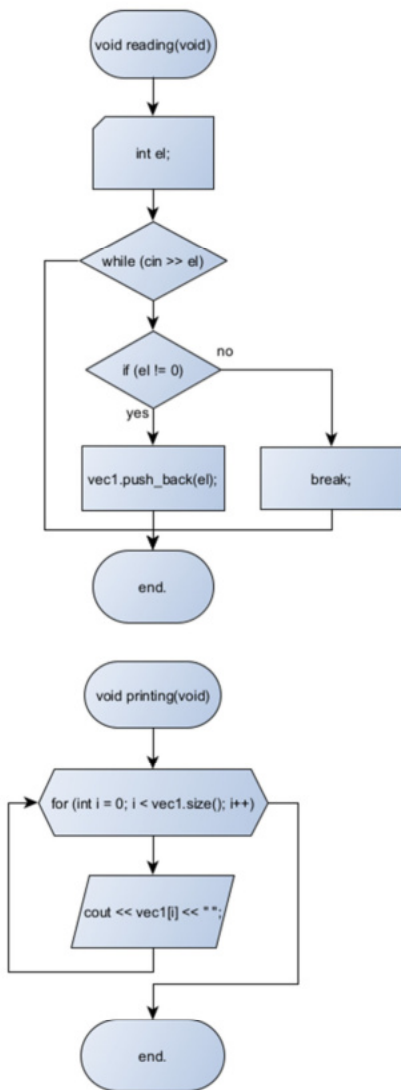 void reading(void)
int el;
while (cin >> el)
if (el != 0)
no
yes
vec1.push_back(el);
break;
end.
void printing(void)
for (int i = 0; i < vec1.size(); i++)
cout << vec1[i] << " ";
end.